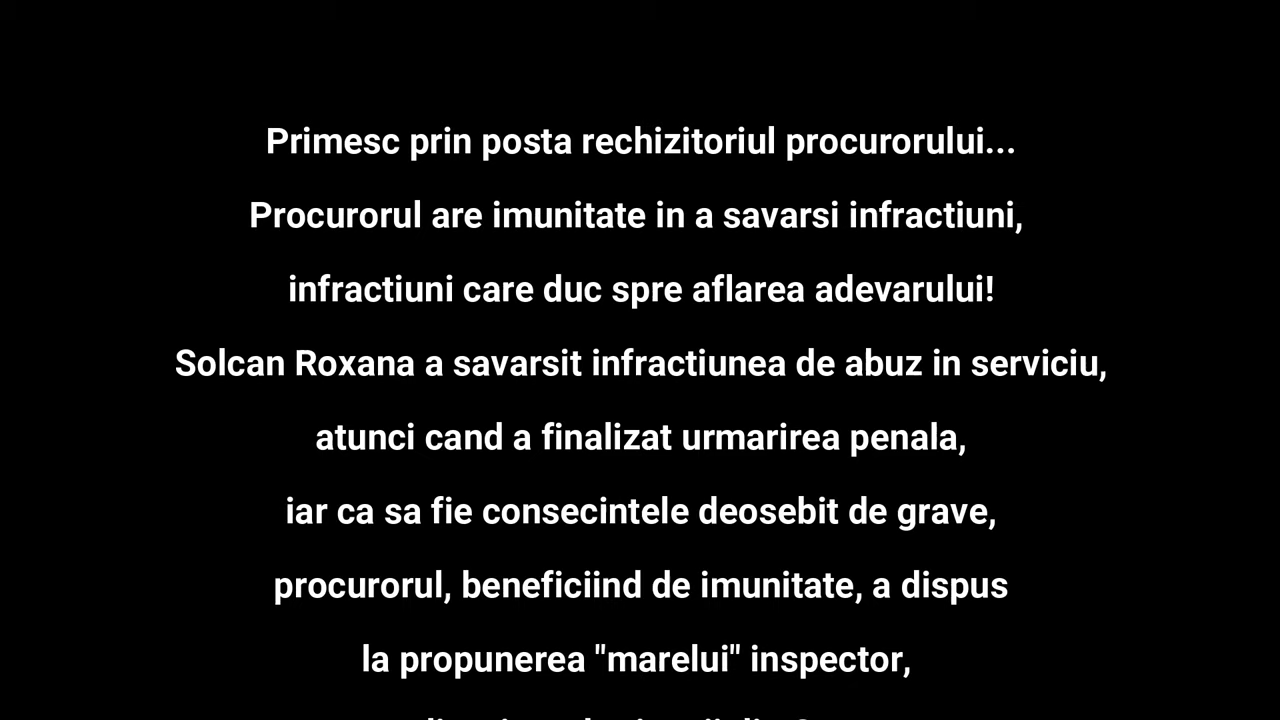 Primesc prin posta rechizitoriul procurorului...
Procurorul are imunitate in a savarsi infractiuni,
infractiuni care duc spre aflarea adevarului!
Solcan Roxana a savarsit infractiunea de abuz in serviciu,
atunci cand a finalizat urmarirea penala,
iar ca sa fie consecintele deosebit de grave,
procurorul, beneficiind de imunitate, a dispus
la propunerea "marelui" inspector,